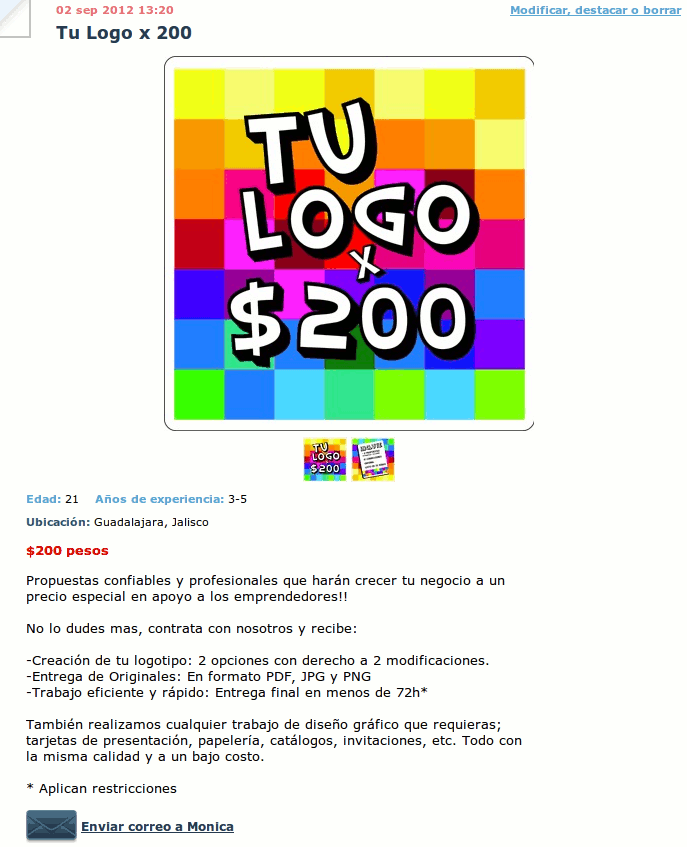 02 sep 2012 13:20
Modificar, destacar o borrar
Tu Logo x 200
TU
LOGO
X
$200
TU
LOGO
$200
Edad: 21 Años de experiencia: 3-5
Ubicación: Guadalajara, Jalisco
$200 pesos
Propuestas confiables y profesionales que harán crecer tu negocio a un
precio especial en apoyo a los emprendedores!!
No lo dudes mas, contrata con nosotros y recibe:
-Creación de tu logotipo: 2 opciones con derecho a 2 modificaciones.
-Entrega de Originales: En formato PDF, JPG y PNG
-Trabajo eficiente y rápido: Entrega final en menos de 72h*
También realizamos cualquier trabajo de diseño gráfico que requieras;
tarjetas de presentación, papelería, catálogos, invitaciones, etc. Todo con
la misma calidad y a un bajo costo.
* Aplican restricciones
Enviar correo a Monica